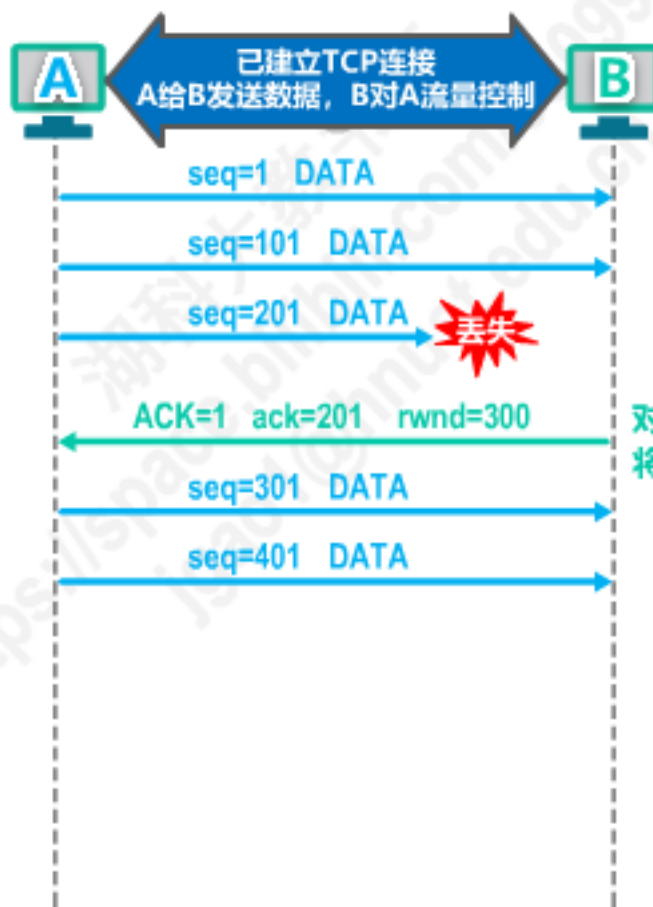 已建立TCP连接
A给B发送数据，B对A流量控制
A
B
seq=1 DATA
seq=101 DATA
seq=201 DATA
丢失
ACK=1 ack=201 rwnd=300
对
将
seq=301 DATA
seq=401 DATA